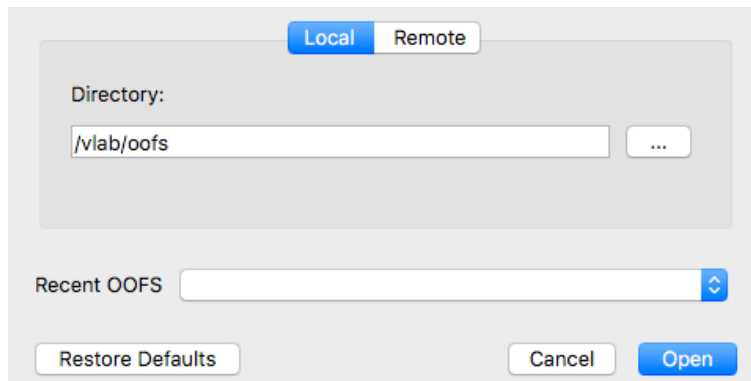 Local Remote
Directory:
/vlab/oofs ...
Recent OOFS
Restore Defaults Cancel Open